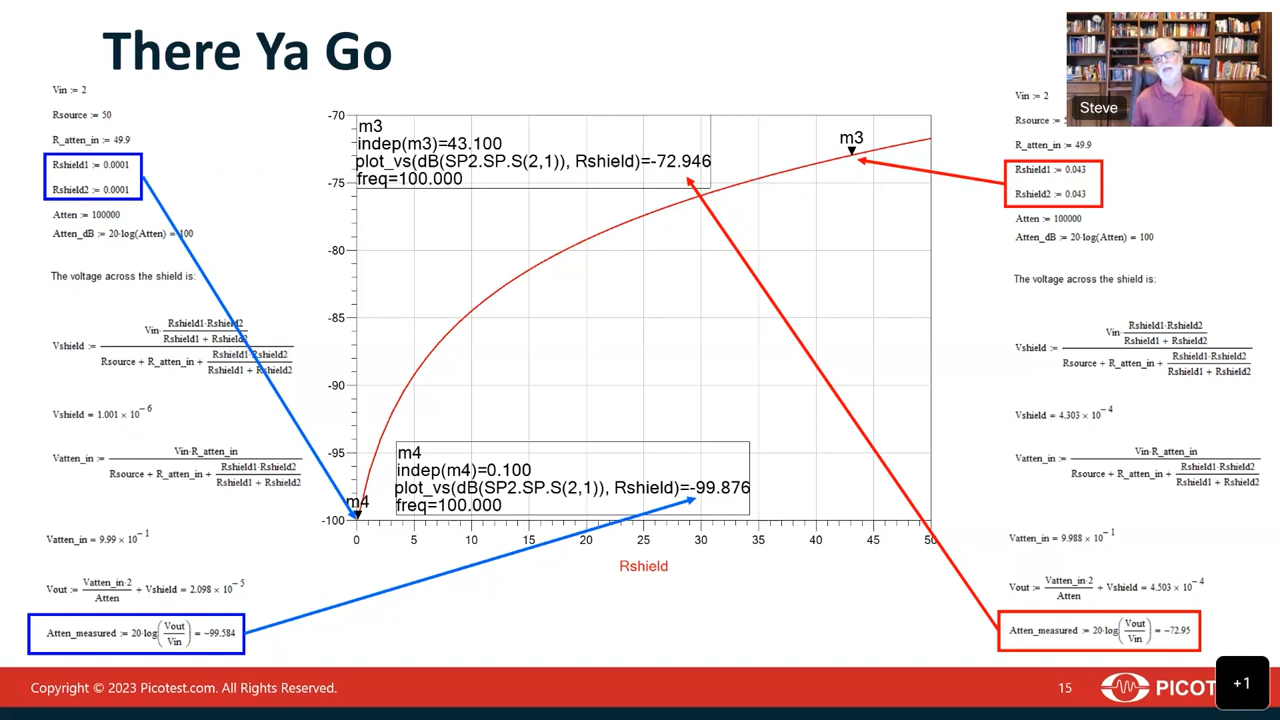 There Ya Go
Vin := 2
Rsource := 50
R_atten_in := 49.9
Rshield1 := 0.0001
Rshield2 := 0.0001
Atten := 100000
Atten_dB := 20·log(Atten) = 100
The voltage across the shield is:
Vshield := Vin· Rshield1·Rshield2 / Rshield1 + Rshield2
Rsource + R_atten_in + Rshield1·Rshield2 / Rshield1 + Rshield2
Vshield = 1.001 × 10^-6
Vatten_in := Vin·R_atten_in
Rsource + R_atten_in + Rshield1·Rshield2 / Rshield1 + Rshield2
Vatten_in = 9.99 × 10^-1
Vout := Vatten_in·2 / Atten + Vshield = 2.098 × 10^-5
Atten_measured := 20·log(Vout / Vin) = -99.584
m3
indep(m3)=43.100
plot_vs(dB(SP2.SP.S(2,1)), Rshield)=-72.946
freq=100.000
m3
m4
indep(m4)=0.100
plot_vs(dB(SP2.SP.S(2,1)), Rshield)=-99.876
freq=100.000
m4
-70
-75
-80
-85
-90
-95
-100
0 5 10 15 20 25 30 35 40 45 50
Rshield
Steve
Vin := 2
Rsource :=
R_atten_in := 49.9
Rshield1 := 0.043
Rshield2 := 0.043
Atten := 100000
Atten_dB := 20·log(Atten) = 100
The voltage across the shield is:
Vshield := Vin· Rshield1·Rshield2 / Rshield1 + Rshield2
Rsource + R_atten_in + Rshield1·Rshield2 / Rshield1 + Rshield2
Vshield = 4.303 × 10^-4
Vatten_in := Vin·R_atten_in
Rsource + R_atten_in + Rshield1·Rshield2 / Rshield1 + Rshield2
Vatten_in = 9.988 × 10^-1
Vout := Vatten_in·2 / Atten + Vshield = 4.503 × 10^-4
Atten_measured := 20·log(Vout / Vin) = -72.95
Copyright © 2023 Picotest.com. All Rights Reserved.
15
PICOT
+1